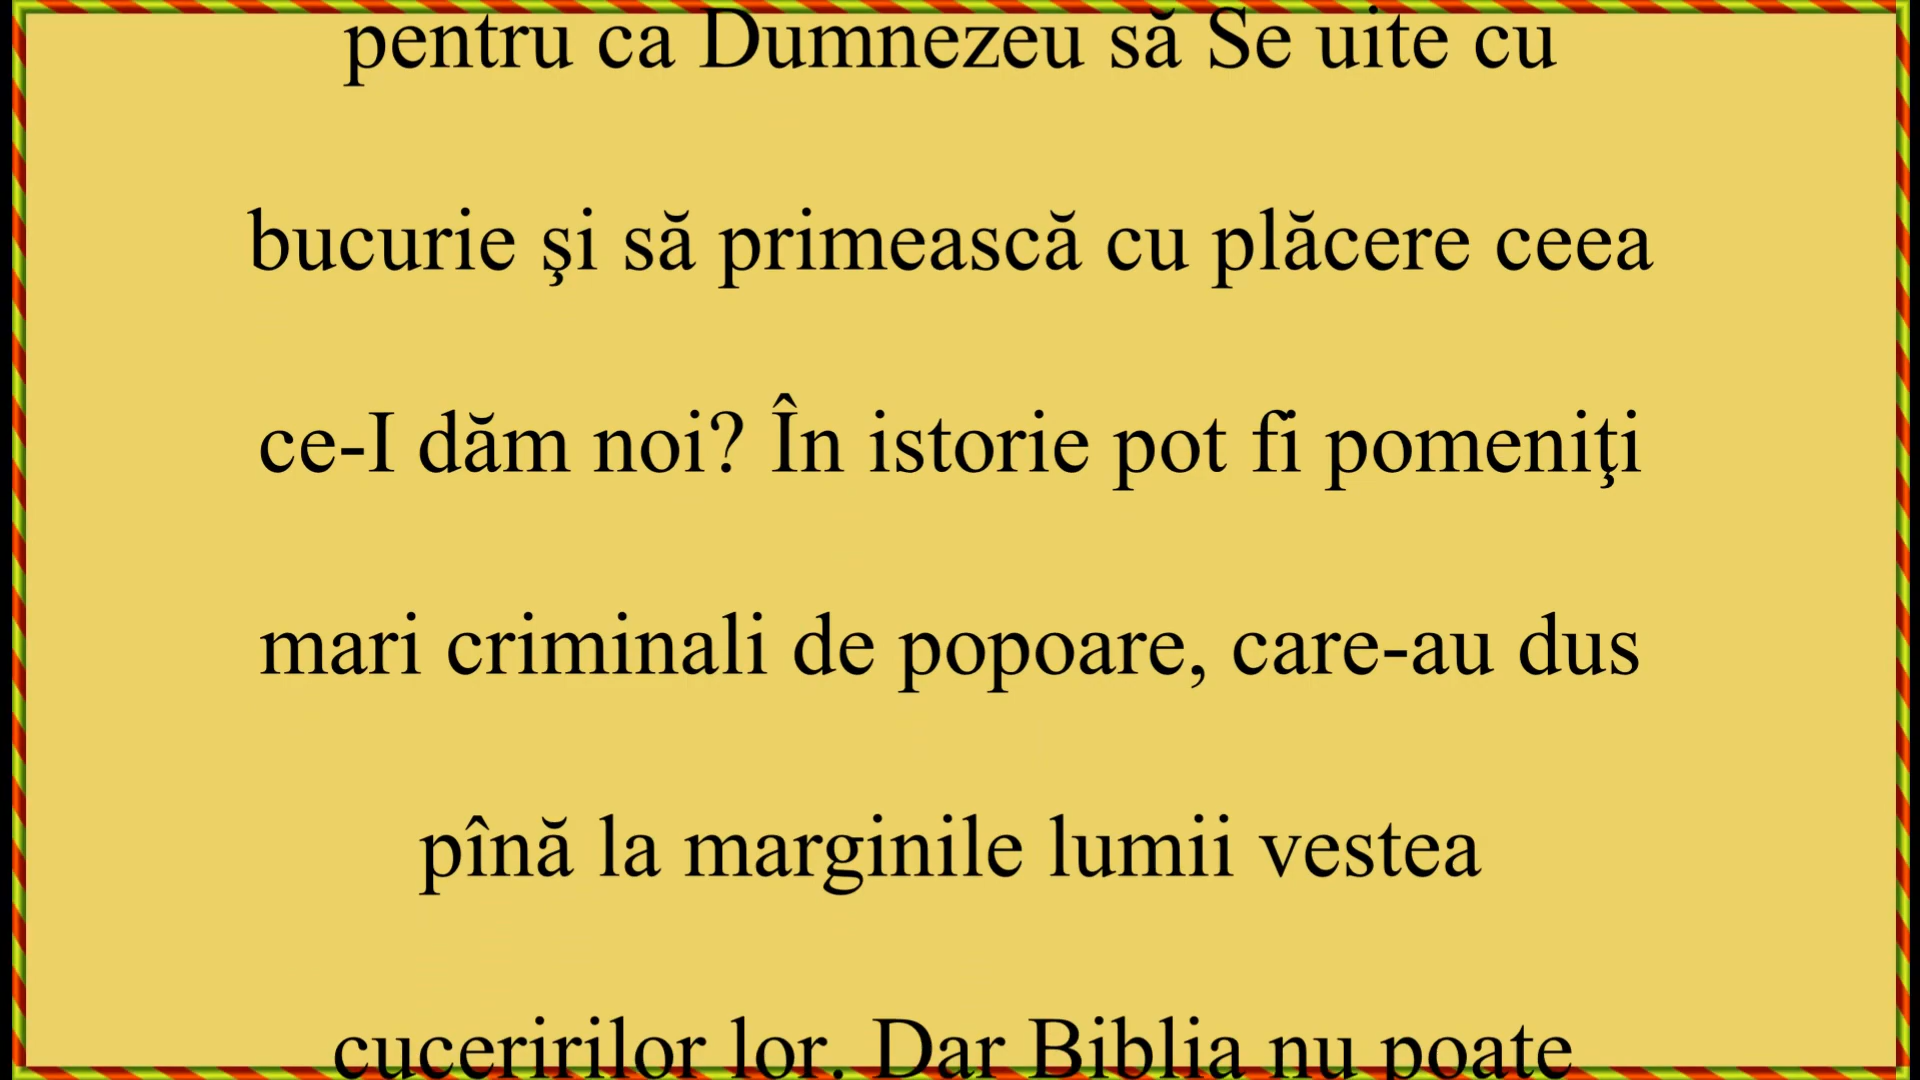 pentru ca Dumnezeu să Se uite cu
bucurie şi să primească cu plăcere ceea
ce-I dăm noi? În istorie pot fi pomeniţi
mari criminali de popoare, care-au dus
pînă la marginile lumii vestea
cuceririlor lor. Dar Biblia nu poate